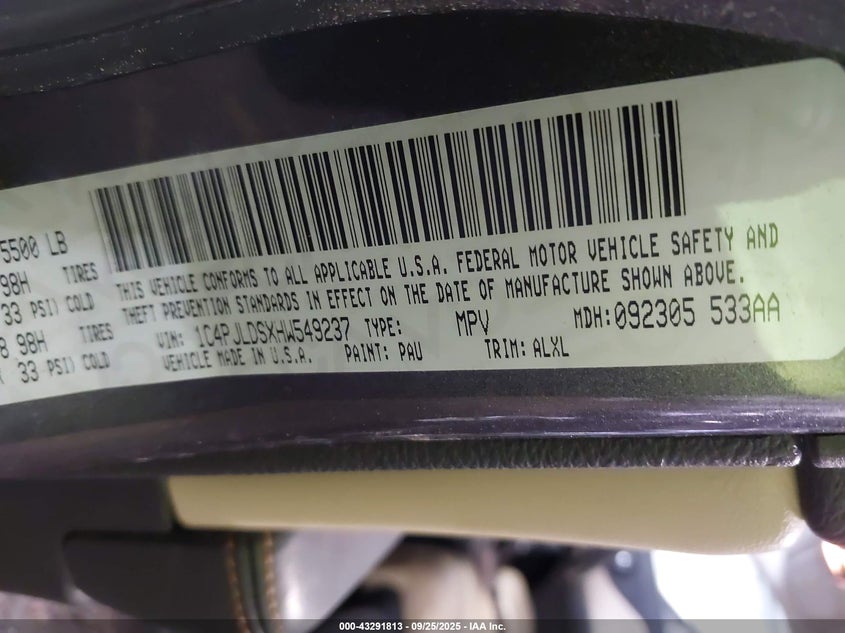 5500 LB
98H TIRES
33 PSI) COLD
98H TIRES
33 PSI) COLD
THIS VEHICLE CONFORMS TO ALL APPLICABLE U.S.A. FEDERAL MOTOR VEHICLE SAFETY AND
THEFT PREVENTION STANDARDS IN EFFECT ON THE DATE OF MANUFACTURE SHOWN ABOVE.
VIN: 1C4PJLDSXHW549237 TYPE: MPV MDH:092305 533AA
VEHICLE MADE IN U.S.A. PAINT: PAU TRIM: ALXL
000-43291813 - 09/25/2025 - IAA Inc.